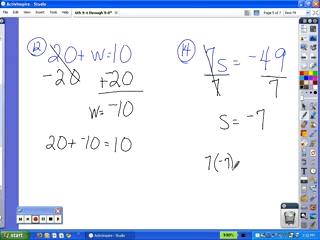 ActivInspire - Studio
⑫ 20 + w = 10
-20 + -20
w = -10
20 + -10 = 10
⑭ 7s = -49
7 7
s = -7
7(-7)
100%